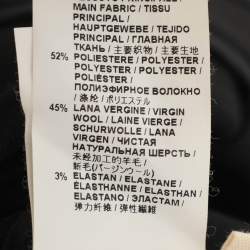 MAIN FABRIC / TISSU
PRINCIPAL / TEJIDO
PRINCIPAL /
HAUPTGEWEBE / TEJIDO
PRINCIPAL / ГЛАВНАЯ
ТКАНЬ / 主要织物 / 主要生地
52% POLIESTERE / POLYESTER /
POLYESTER / POLYESTER /
POLIESTER / POLYESTER /
ПОЛИЭФИРНОЕ ВОЛОКНО
/ 涤纶 / ポリエステル
45% LANA VERGINE / VIRGIN
WOOL / LAINE VIERGE /
SCHURWOLLE / LANA
VIRGEN / ЧИСТАЯ
НАТУРАЛЬНАЯ ШЕРСТЬ /
未经加工的羊毛 /
新毛(バージンウール)
3% ELASTAN / ELASTANE /
ÉLASTHANNE / ELASTHAN /
ELASTANO / ЭЛАСТАН /
弹力纤维 / 弾性繊維